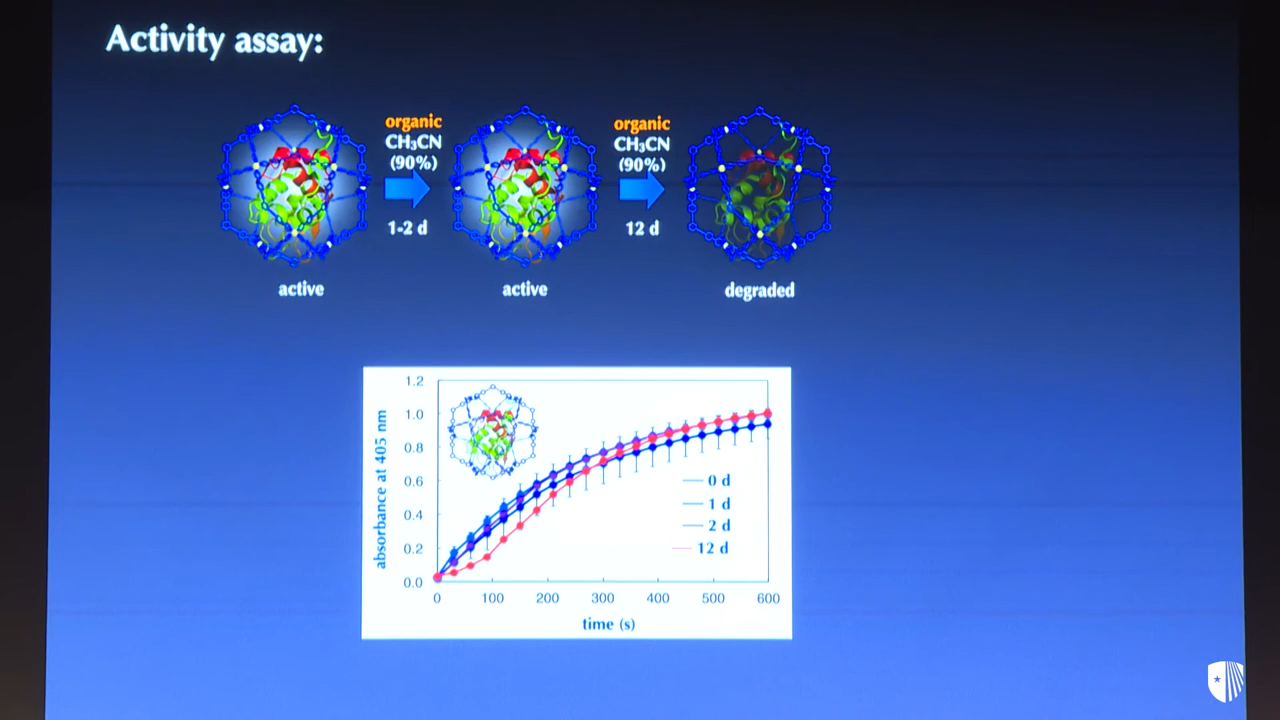 Activity assay:
organic
CH₃CN
(90%)
1-2 d
organic
CH₃CN
(90%)
12 d
active
active
degraded
1.2
1.0
0.8
0.6
0.4
0.2
0.0
absorbance at 405 nm
0 d
1 d
2 d
12 d
0 100 200 300 400 500 600
time (s)